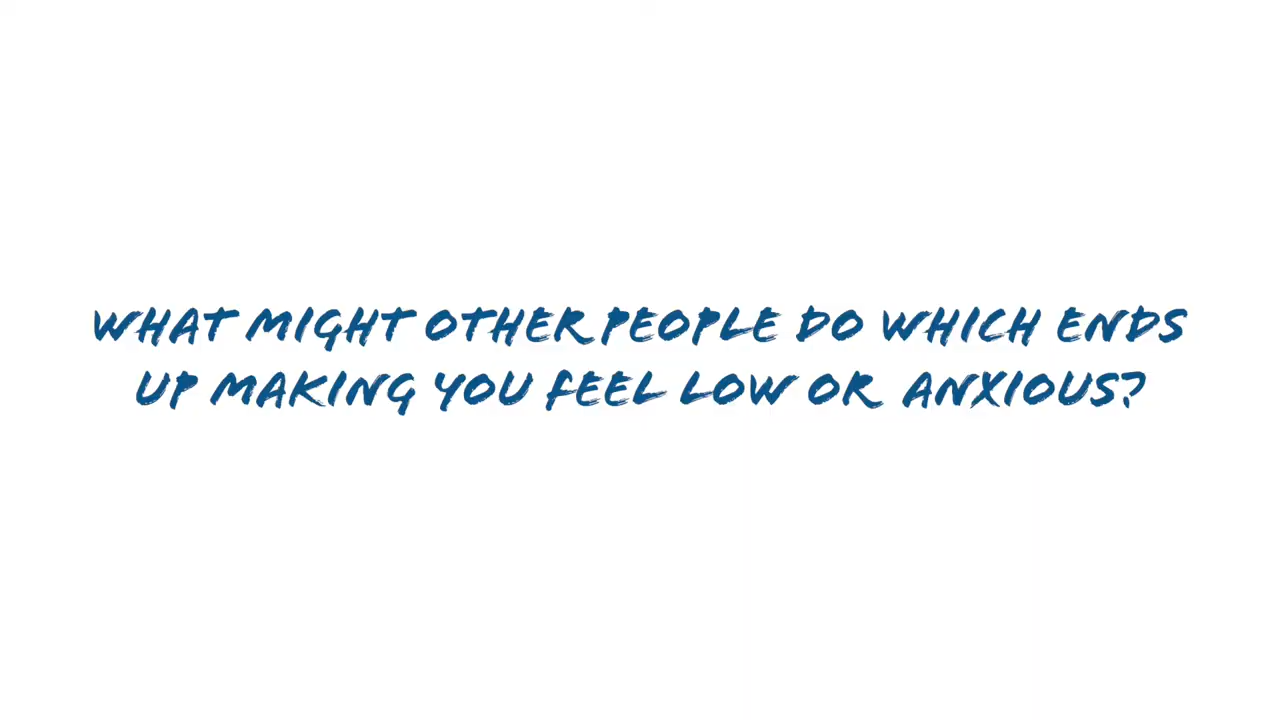 WHAT MIGHT OTHER PEOPLE DO WHICH ENDS
UP MAKING YOU FEEL LOW OR ANXIOUS?